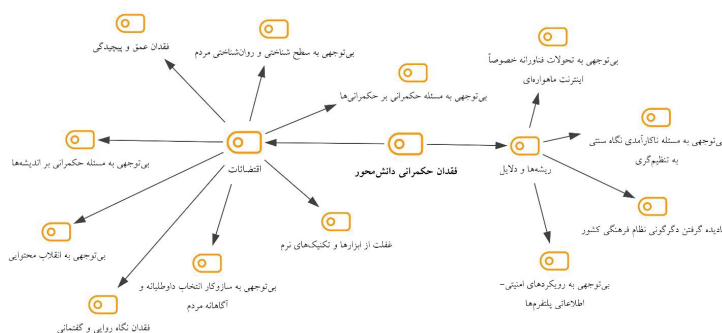 فقدان عمق و پیچیدگی
بی‌توجهی به سطح شناختی و روان‌شناختی مردم
بی‌توجهی به تحولات فناورانه خصوصاً
اینترنت ماهواره‌ای
بی‌توجهی به مسئله حکمرانی بر حکمرانی‌ها
ی‌توجهی به مسئله ناکارآمدی نگاه سنتی
به تنظیم‌گری
بی‌توجهی به مسئله حکمرانی بر اندیشه‌ها
اقتضائات
فقدان حکمرانی دانش‌محور
ریشه‌ها و دلایل
نادیده گرفتن دگرگونی نظام فرهنگی کشور
غفلت از ابزارها و تکنیک‌های نرم
بی‌توجهی به انقلاب محتوایی
بی‌توجهی به سازوکار انتخاب داوطلبانه و
آگاهانه مردم
بی‌توجهی به رویکردهای امنیتی-
اطلاعاتی پلتفرم‌ها
فقدان نگاه روایی و گفتمانی